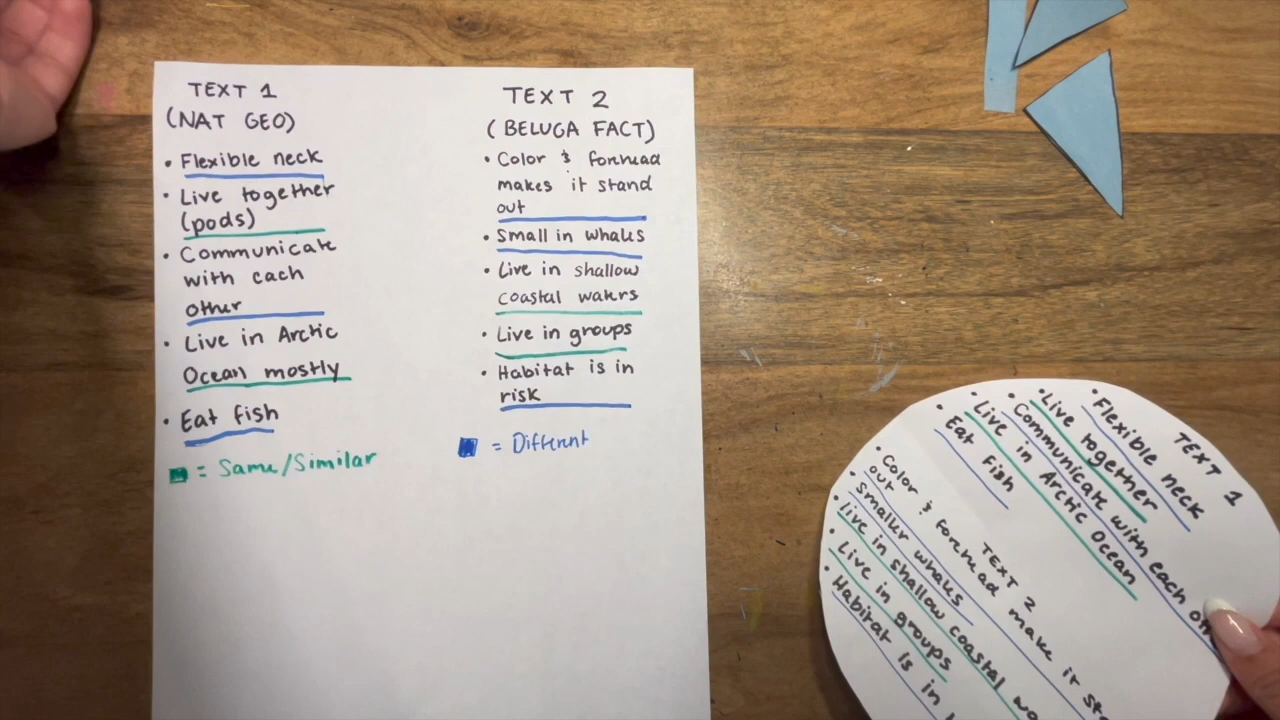 TEXT 1
(NAT GEO)
• Flexible neck
• Live together
(pods)
• Communicate
with each
other
• Live in Arctic
Ocean mostly
• Eat fish
= Same/Similar
TEXT 2
(BELUGA FACT)
• Color & forehead
makes it stand
out
• Small in whales
• Live in shallow
coastal waters
• Live in groups
• Habitat is in
risk
= Different
TEXT 1
• Flexible neck
• Live together
• Communicate with each
• Live in Arctic Ocean
• Eat Fish
TEXT 2
• Color & forehead make it
out
• Smaller whales
• Live in shallow coastal
• Live in groups
• Habitat is in